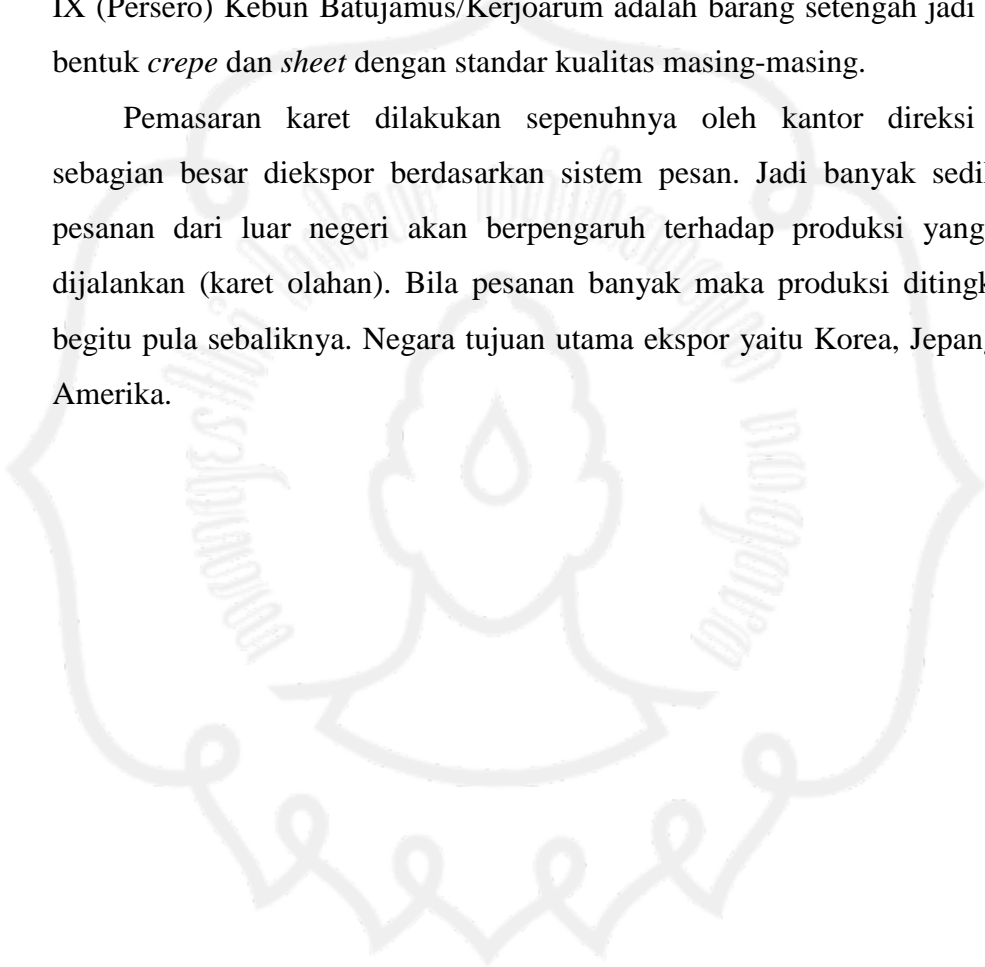 IX (Persero) Kebun Batujamus/Kerjoarum adalah barang setengah jadi
bentuk crepe dan sheet dengan standar kualitas masing-masing.
Pemasaran karet dilakukan sepenuhnya oleh kantor direksi
sebagian besar diekspor berdasarkan sistem pesan. Jadi banyak
pesanan dari luar negeri akan berpengaruh terhadap produksi yang
dijalankan (karet olahan). Bila pesanan banyak maka produksi
begitu pula sebaliknya. Negara tujuan utama ekspor yaitu Korea, Jepang
Amerika.